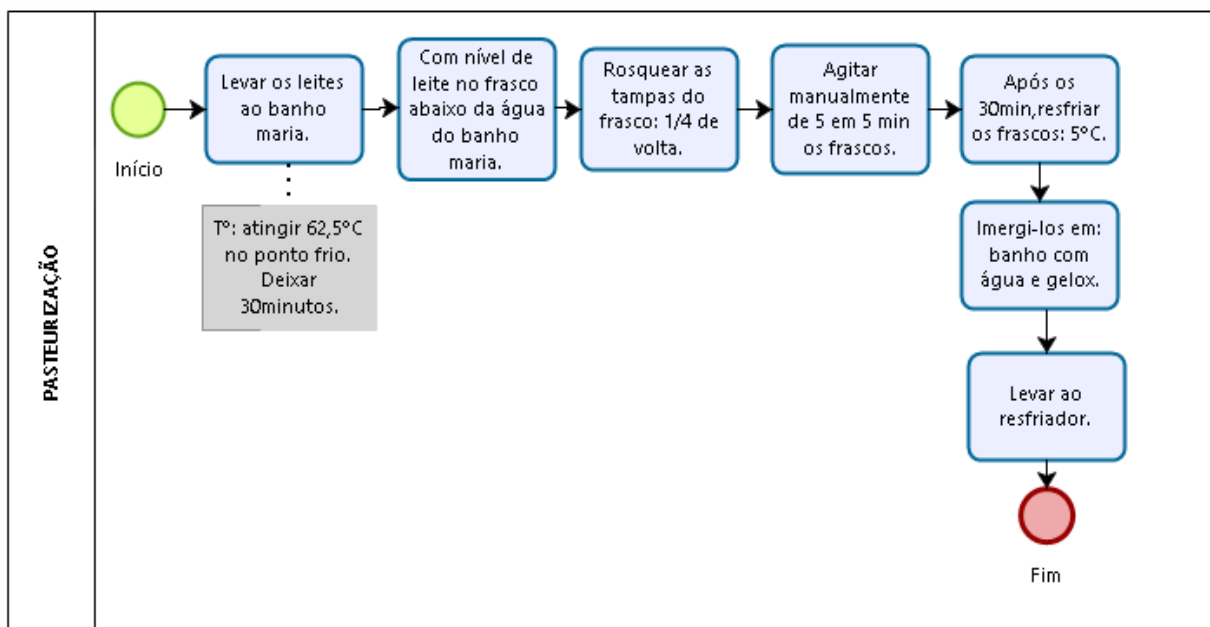 PASTEURIZAÇÃO
Início
Levar os leites
ao banho
maria.
Tº: atingir 62,5°C
no ponto frio.
Deixar
30minutos.
Com nível de
leite no frasco
abaixo da água
do banho
maria.
Rosquear as
tampas do
frasco: 1/4 de
volta.
Agitar
manualmente
de 5 em 5 min
os frascos.
Após os
30min,resfriar
os frascos: 5°C.
Imergi-los em:
banho com
água e gelox.
Levar ao
resfriador.
Fim